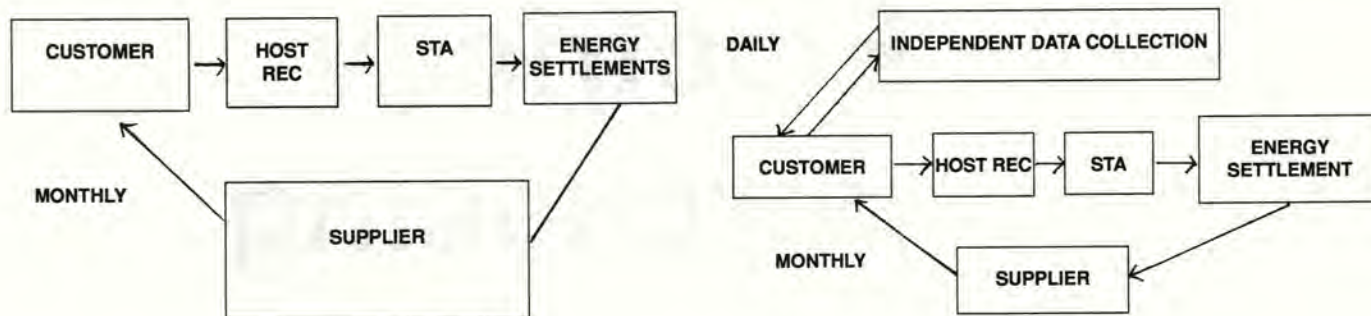 CUSTOMER
HOST
REC
STA
ENERGY
SETTLEMENTS
MONTHLY
SUPPLIER
DAILY
INDEPENDENT DATA COLLECTION
CUSTOMER
HOST REC
STA
ENERGY
SETTLEMENT
MONTHLY
SUPPLIER